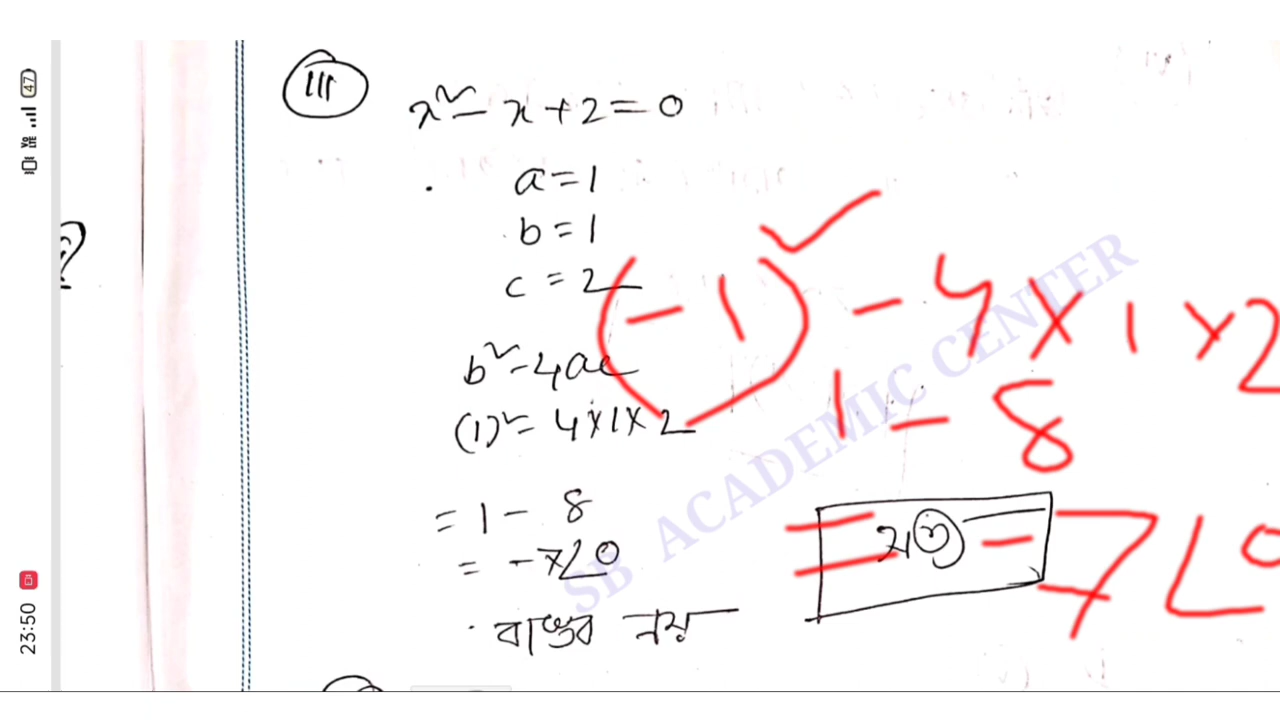 III
x² - x + 2 = 0
a = 1
b = 1
c = 2
b² - 4ac
(1)² - 4 x 1 x 2
= 1 - 8
= - 7 < 0
বাস্তব নয়
(-1)² - 4 x 1 x 2
1 - 8
= - 7 < 0
SB ACADEMIC CENTER
47
23:50